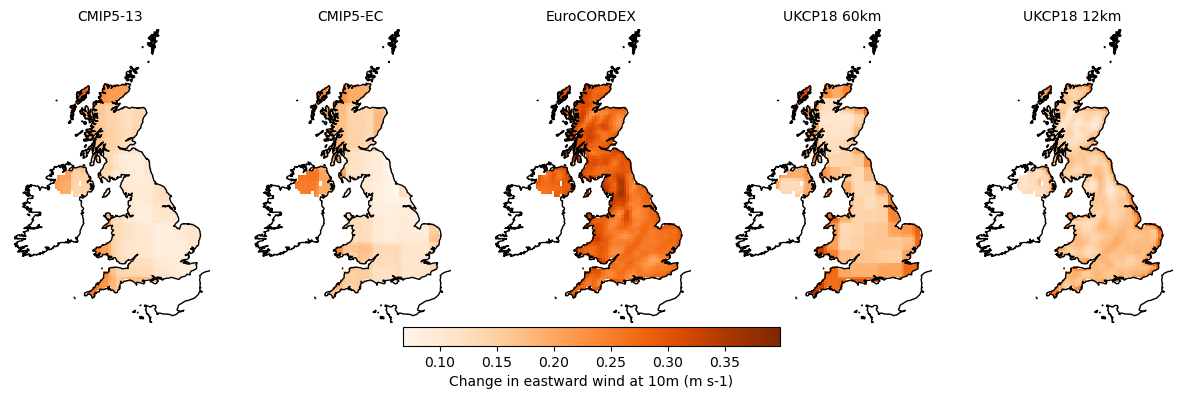 CMIP5-13 CMIP5-EC EuroCORDEX UKCP18 60km UKCP18 12km
0.10 0.15 0.20 0.25 0.30 0.35
Change in eastward wind at 10m (m s-1)